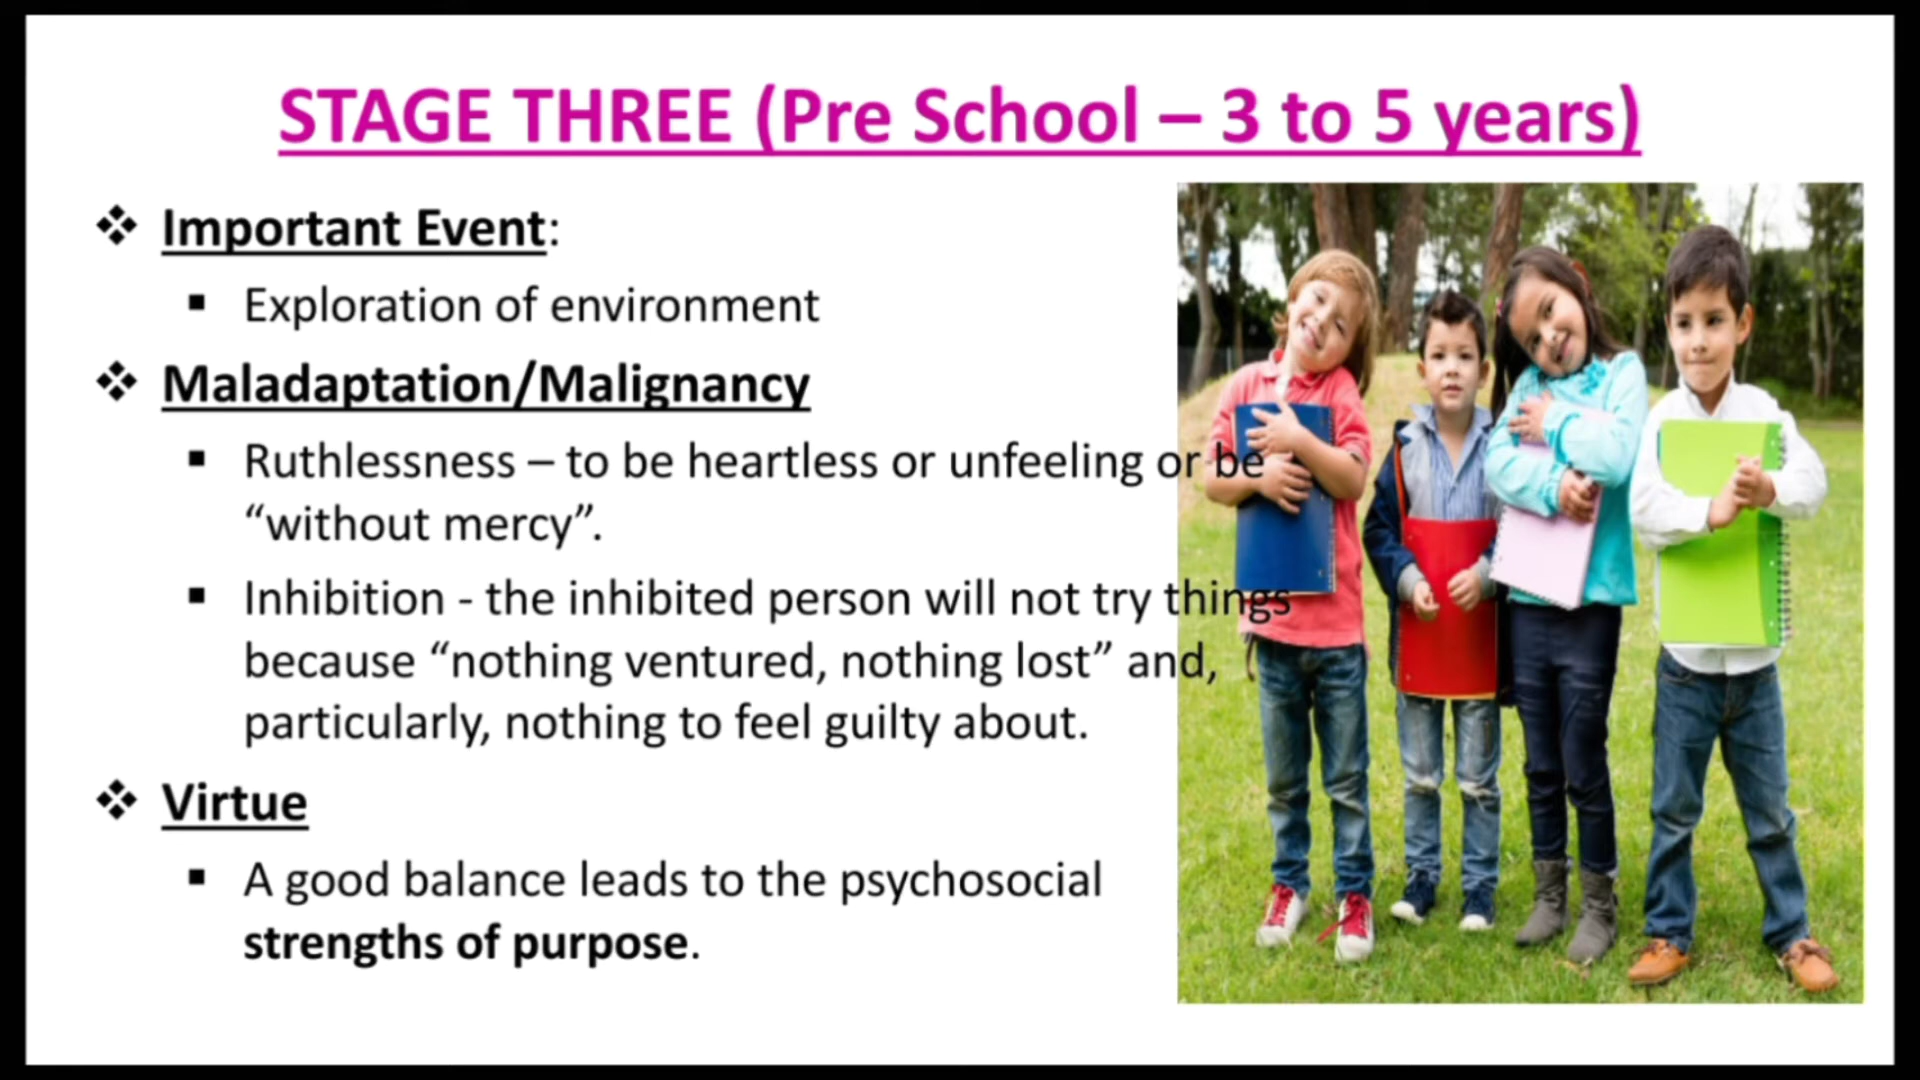 STAGE THREE (Pre School – 3 to 5 years)
❖ Important Event:
▪ Exploration of environment
❖ Maladaptation/Malignancy
▪ Ruthlessness – to be heartless or unfeeling or be
“without mercy”.
▪ Inhibition - the inhibited person will not try things
because “nothing ventured, nothing lost” and,
particularly, nothing to feel guilty about.
❖ Virtue
▪ A good balance leads to the psychosocial
strengths of purpose.